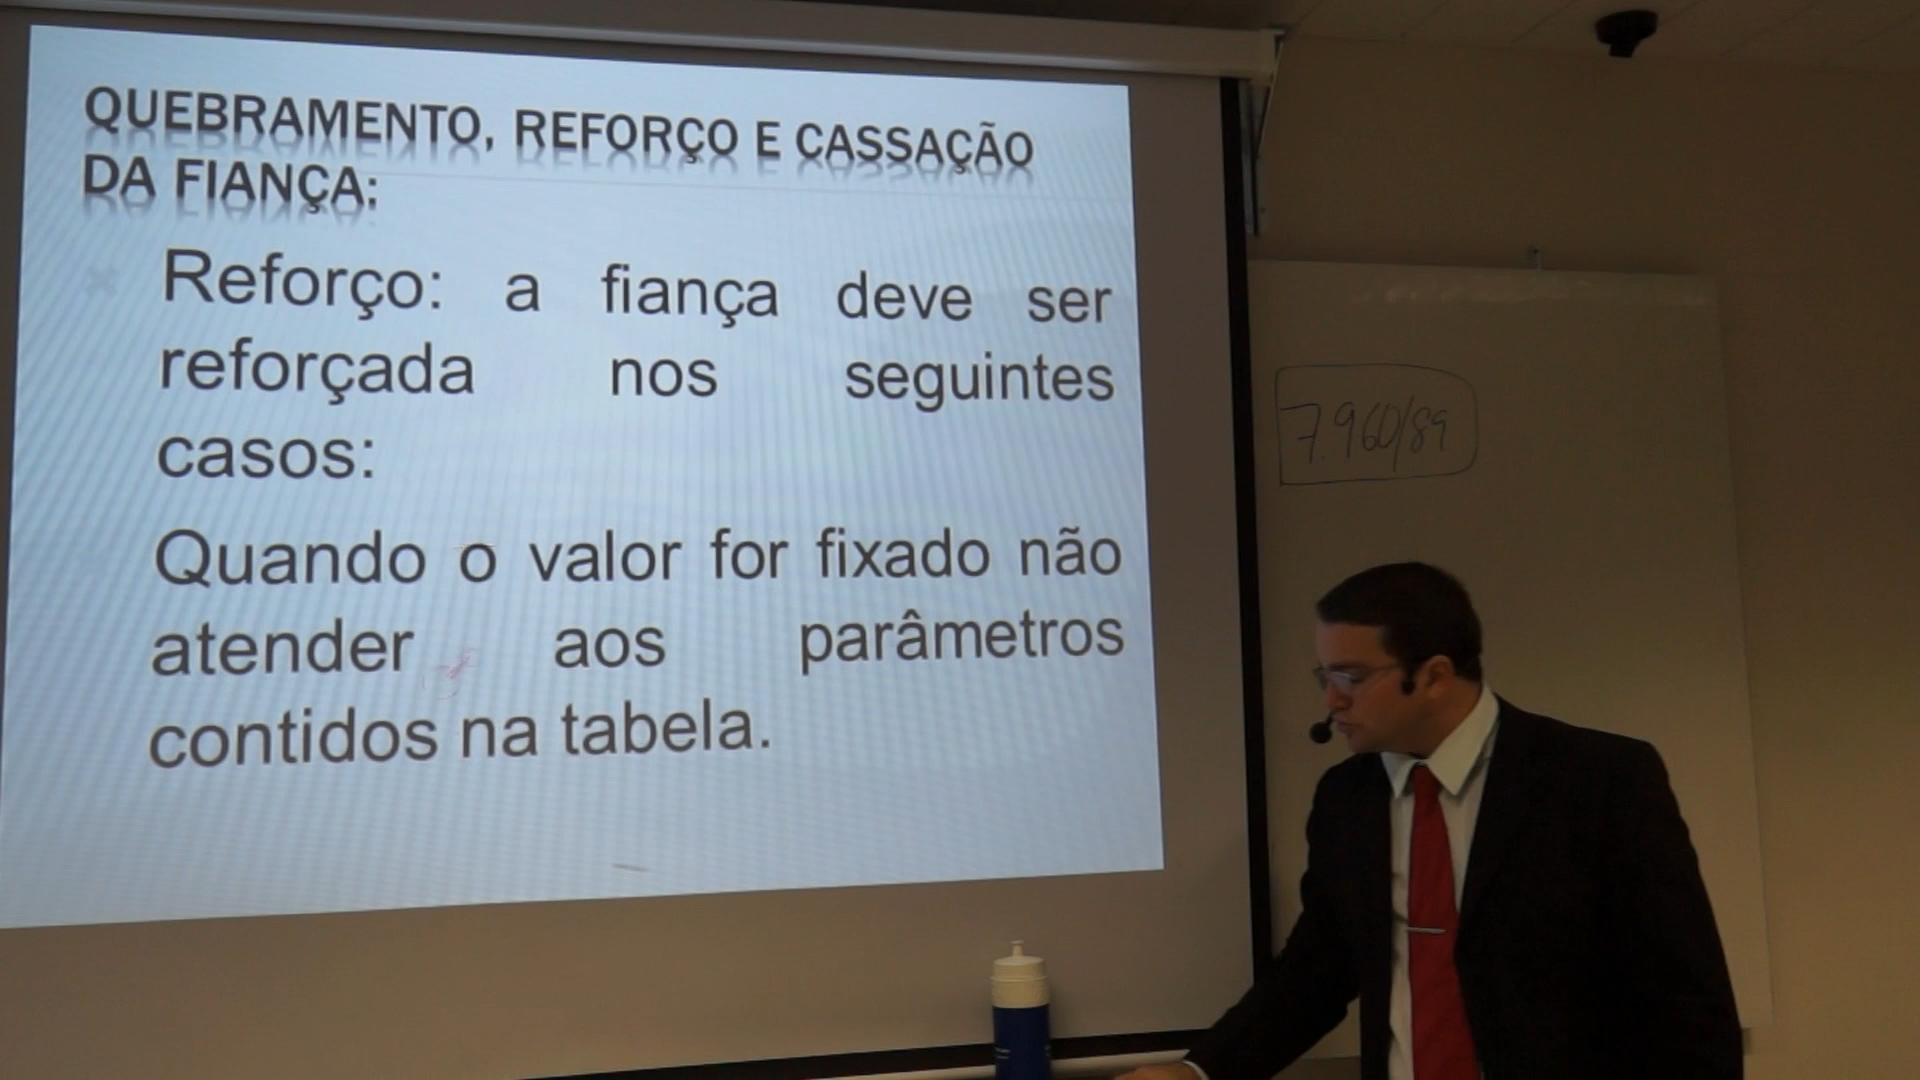 QUEBRAMENTO, REFORÇO E CASSAÇÃO
DA FIANÇA:
Reforço: a fiança deve ser
reforçada nos seguintes
casos:
Quando o valor for fixado não
atender aos parâmetros
contidos na tabela.
7.960/89